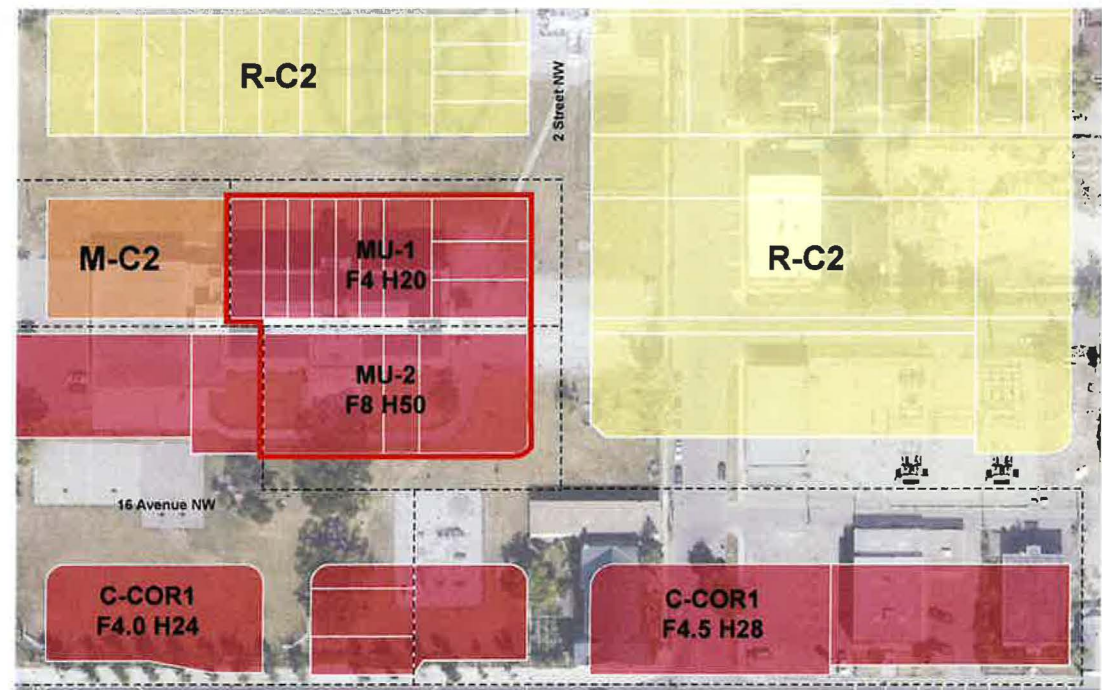 R-C2
2 Street NW
M-C2
MU-1
F4 H20
R-C2
MU-2
F8 H50
16 Avenue NW
C-COR1
F4.0 H24
C-COR1
F4.5 H28